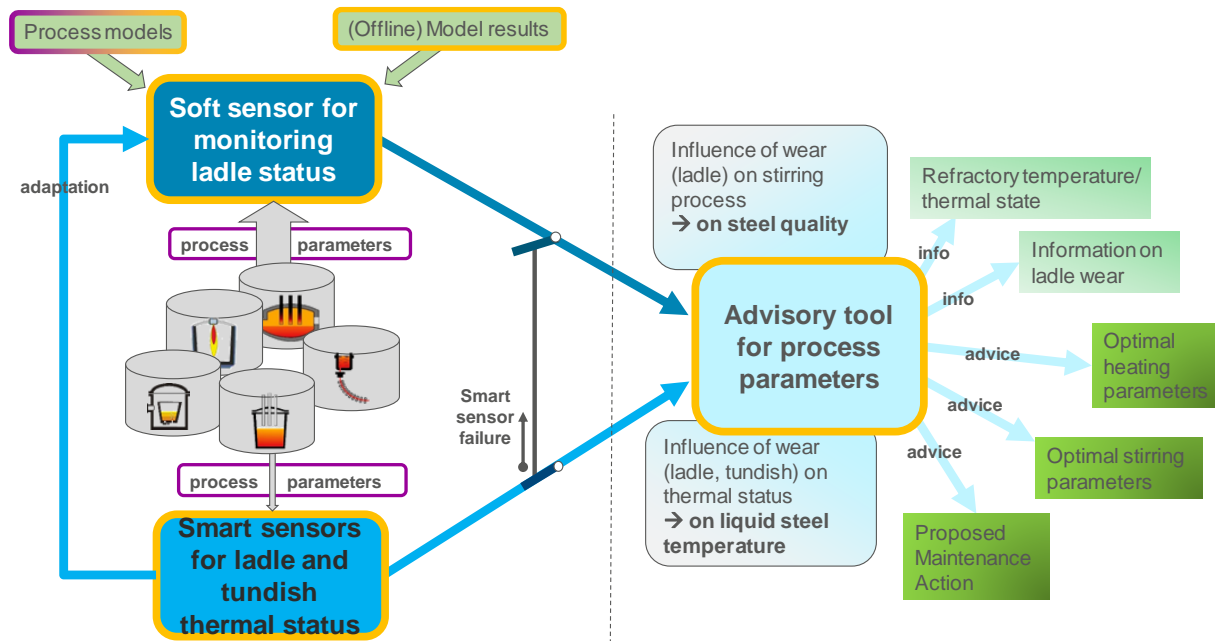 Process models
(Offline) Model results
Soft sensor for
monitoring
ladle status
adaptation
process
parameters
process
parameters
Smart sensors
for ladle and
tundish
thermal status
Smart
sensor
failure
Influence of wear
(ladle) on stirring
process
→ on steel quality
Advisory tool
for process
parameters
Influence of wear
(ladle, tundish) on
thermal status
→ on liquid steel
temperature
info
info
advice
advice
advice
Refractory temperature/
thermal state
Information on
ladle wear
Optimal
heating
parameters
Optimal stirring
parameters
Proposed
Maintenance
Action